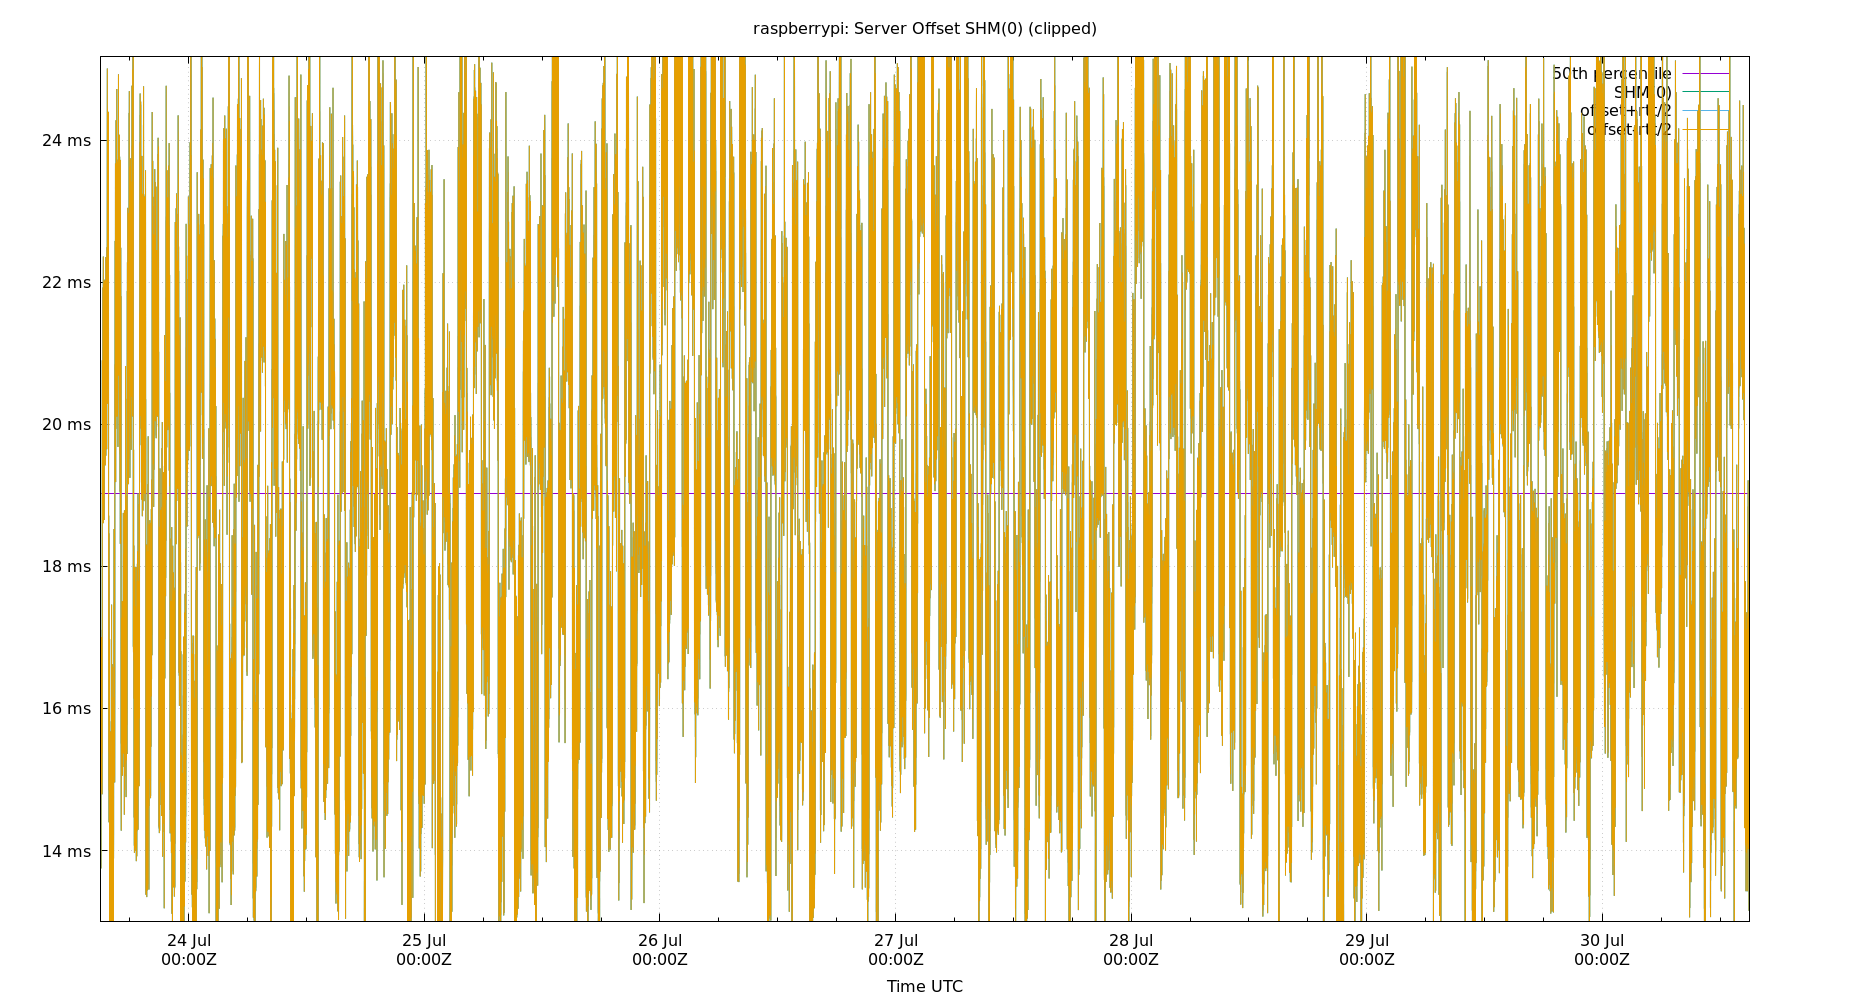 raspberrypi: Server Offset SHM(0) (clipped)
50th percentile
SHM(0)
offset+rtt/2
offset-rtt/2
24 ms
22 ms
20 ms
18 ms
16 ms
14 ms
24 Jul 25 Jul 26 Jul 27 Jul 28 Jul 29 Jul 30 Jul
00:00Z 00:00Z 00:00Z 00:00Z 00:00Z 00:00Z 00:00Z
Time UTC